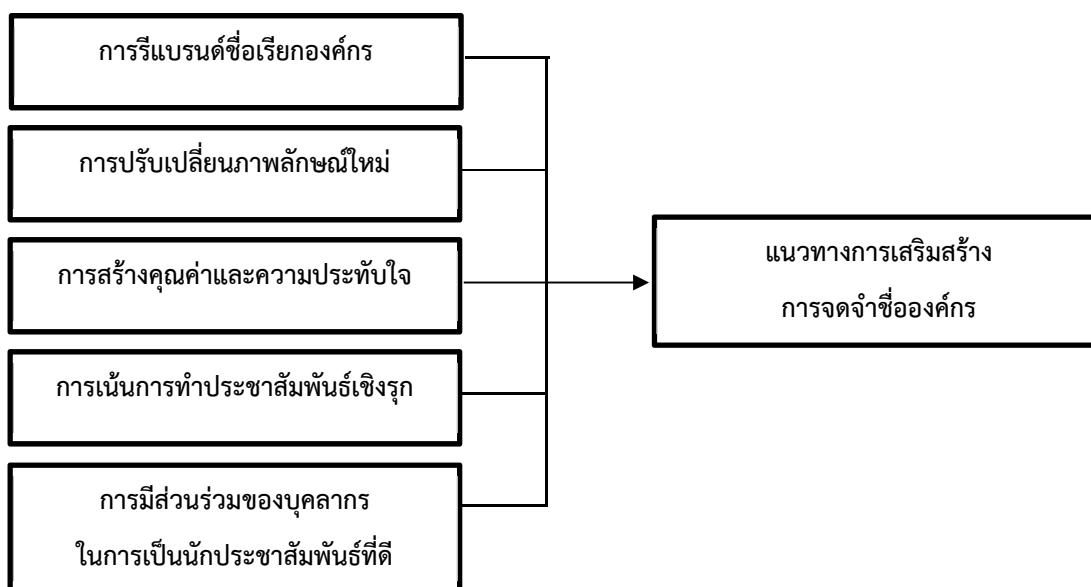 การรีแบรนด์ชื่อเรียกองค์กร
การปรับเปลี่ยนภาพลักษณ์ใหม่
การสร้างคุณค่าและความประทับใจ
การเน้นการทำประชาสัมพันธ์เชิงรุก
การมีส่วนร่วมของบุคลากร
ในการเป็นนักประชาสัมพันธ์ที่ดี
แนวทางการเสริมสร้าง
การจดจำชื่อองค์กร